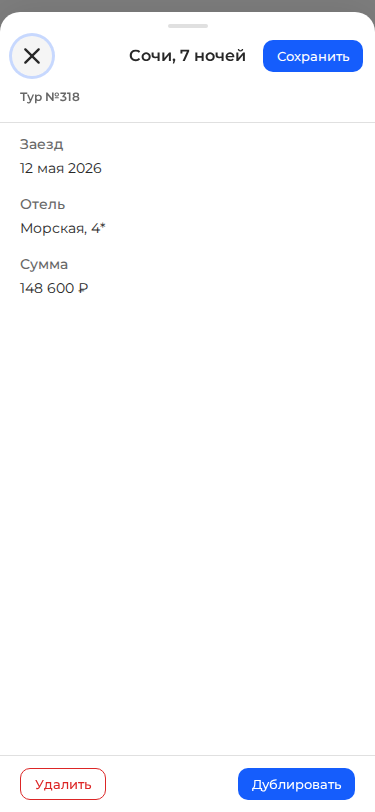 Сочи, 7 ночей
Сохранить
Тур №318
Заезд
12 мая 2026
Отель
Морская, 4*
Сумма
148 600 ₽
Удалить
Дублировать